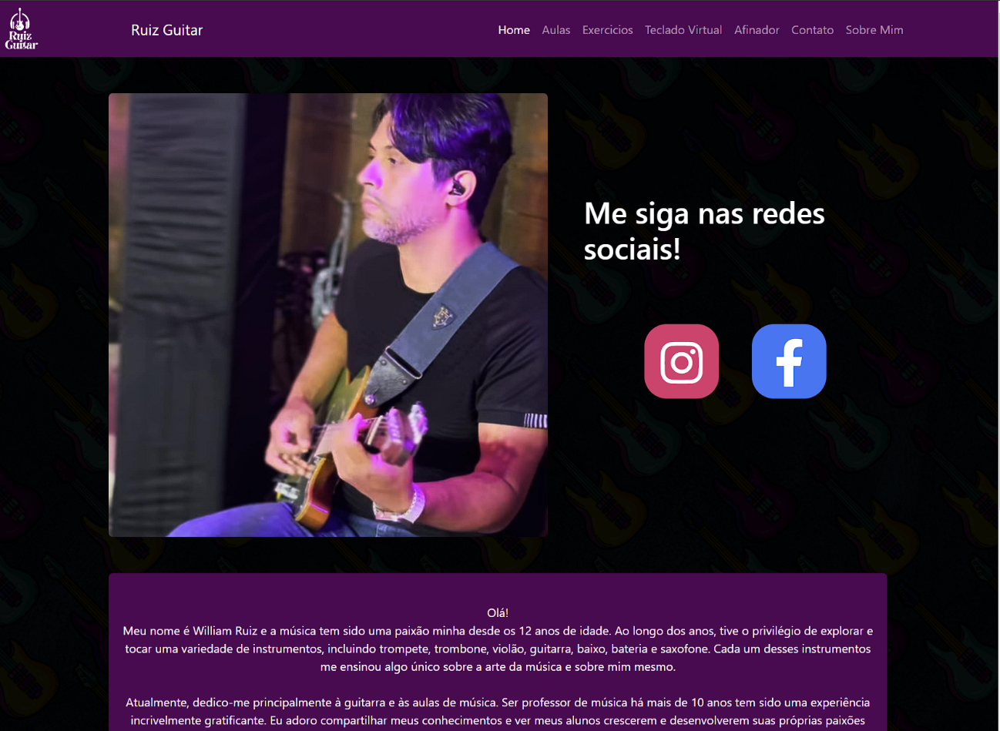 Ruiz
Guitar
Ruiz Guitar
Home Aulas Exercicios Teclado Virtual Afinador Contato Sobre Mim
Me siga nas redes
sociais!
Olá!
Meu nome é William Ruiz e a música tem sido uma paixão minha desde os 12 anos de idade. Ao longo dos anos, tive o privilégio de explorar e
tocar uma variedade de instrumentos, incluindo trompete, trombone, violão, guitarra, baixo, bateria e saxofone. Cada um desses instrumentos
me ensinou algo único sobre a arte da música e sobre mim mesmo.
Atualmente, dedico-me principalmente à guitarra e às aulas de música. Ser professor de música há mais de 10 anos tem sido uma experiência
incrivelmente gratificante. Eu adoro compartilhar meus conhecimentos e ver meus alunos crescerem e desenvolverem suas próprias paixões